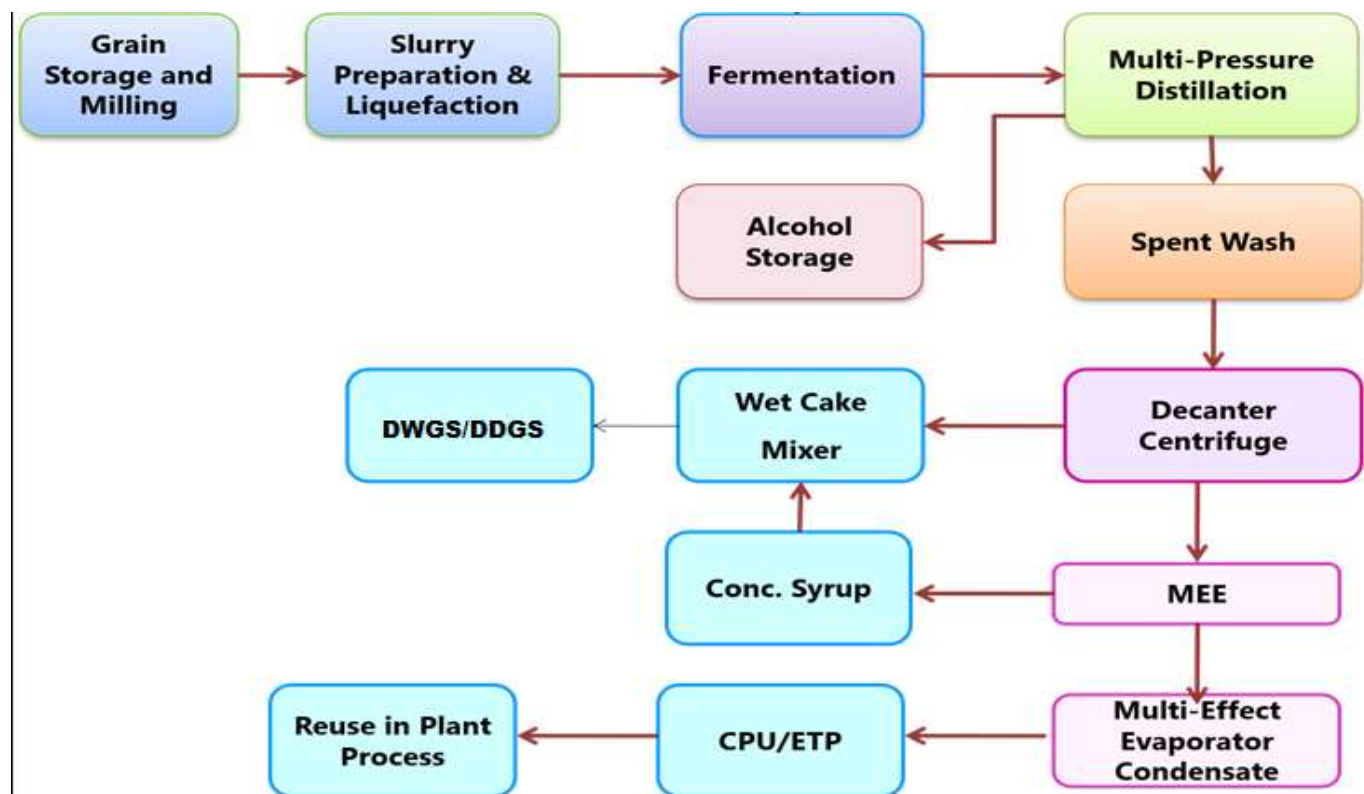 Grain
Storage and
Milling
Slurry
Preparation &
Liquefaction
Fermentation
Multi-Pressure
Distillation
Alcohol
Storage
Spent Wash
DWGS/DDGS
Wet Cake
Mixer
Decanter
Centrifuge
Conc. Syrup
MEE
Reuse in Plant
Process
CPU/ETP
Multi-Effect
Evaporator
Condensate